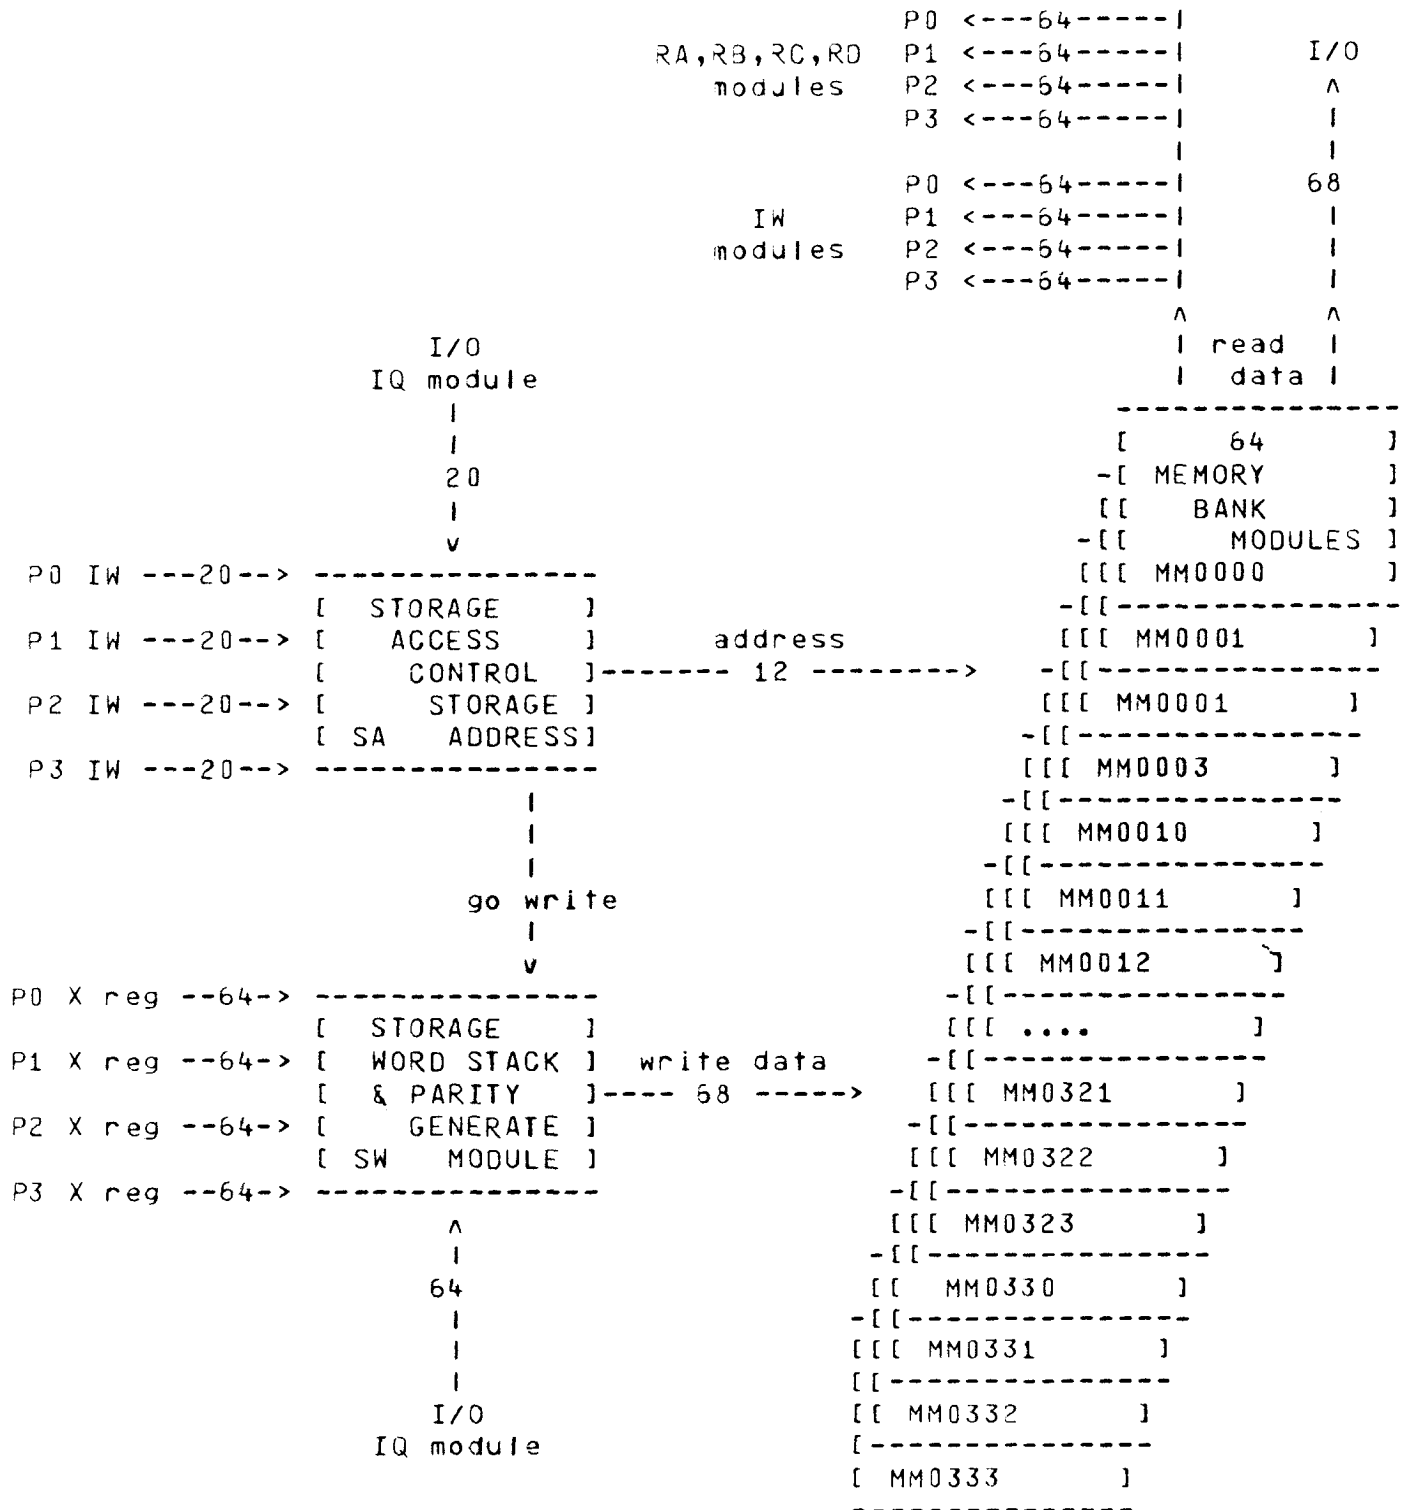 P0 <---64-----|
RA,RB,RC,RD P1 <---64-----| I/O
modules P2 <---64-----| ^
P3 <---64-----| |
| |
P0 <---64-----| 68
IW P1 <---64-----| |
modules P2 <---64-----| |
P3 <---64-----| |
^ ^
I/O | read |
IQ module | data |
| ---------------
| [ 64 ]
20 -[ MEMORY ]
| [[ BANK ]
v -[[ MODULES ]
P0 IW ---20--> --------------- [[[ MM0000 ]
[ STORAGE ] -[[---------------
P1 IW ---20--> [ ACCESS ] address [[[ MM0001 ]
[ CONTROL ]------- 12 ---------> -[[---------------
P2 IW ---20--> [ STORAGE ] [[[ MM0001 ]
[ SA ADDRESS] -[[---------------
P3 IW ---20--> --------------- [[[ MM0003 ]
| -[[---------------
| [[[ MM0010 ]
| -[[---------------
go write [[[ MM0011 ]
| -[[---------------
v [[[ MM0012 ]
P0 X reg --64-> --------------- -[[---------------
[ STORAGE ] [[[ .... ]
P1 X reg --64-> [ WORD STACK ] write data -[[---------------
[ & PARITY ]---- 68 -----> [[[ MM0321 ]
P2 X reg --64-> [ GENERATE ] -[[---------------
[ SW MODULE ] [[[ MM0322 ]
P3 X reg --64-> --------------- -[[---------------
^ [[[ MM0323 ]
| -[[---------------
64 [[ MM0330 ]
| -[[---------------
| [[[ MM0331 ]
| [[---------------
I/O [[ MM0332 ]
IQ module [---------------
[ MM0333 ]
---------------